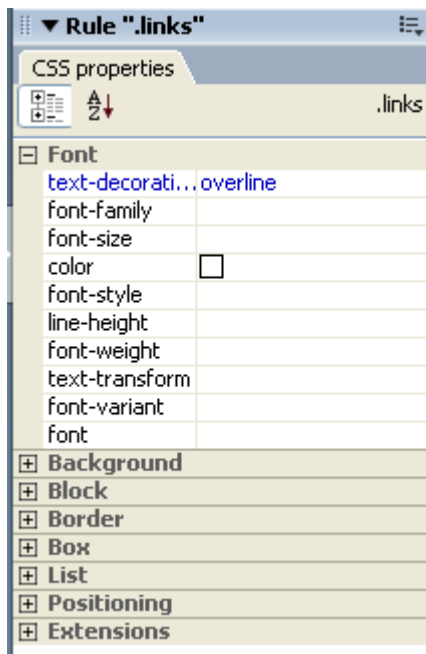 Rule ".links"
CSS properties
A Z .links
Font
text-decorati... overline
font-family
font-size
color
font-style
line-height
font-weight
text-transform
font-variant
font
Background
Block
Border
Box
List
Positioning
Extensions